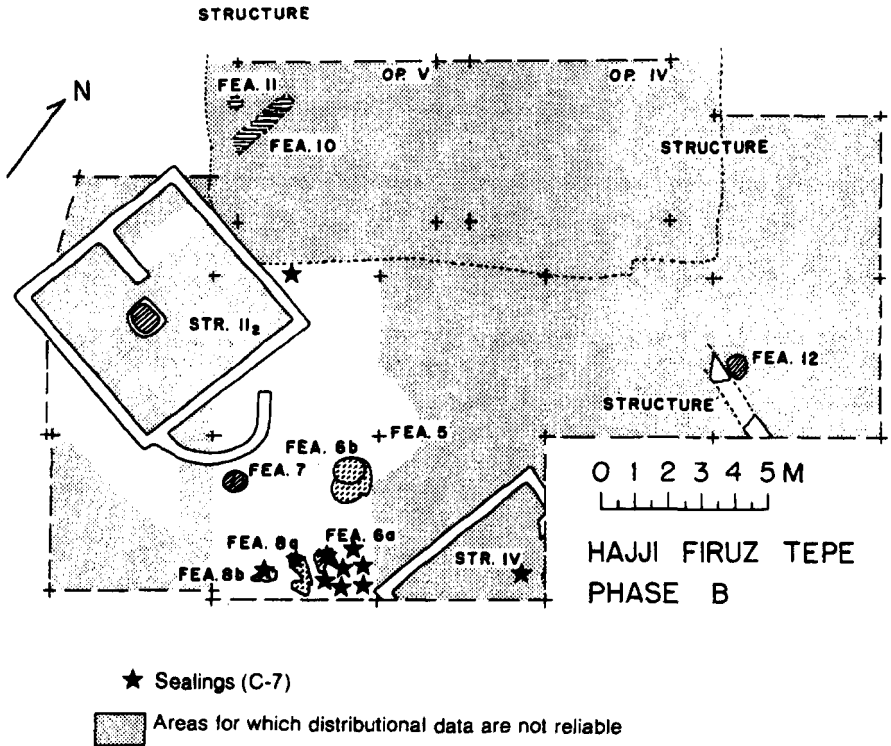 STRUCTURE
N
OP. V
OP. IV
FEA. 11
FEA. 10
STRUCTURE
STR. II₂
FEA. 12
STRUCTURE
FEA. 5
FEA. 6b
FEA. 7
FEA. 6a
FEA. 8a
FEA. 8b
STR. IV
0 1 2 3 4 5 M
HAJJI FIRUZ TEPE
PHASE B
Sealings (C-7)
Areas for which distributional data are not reliable